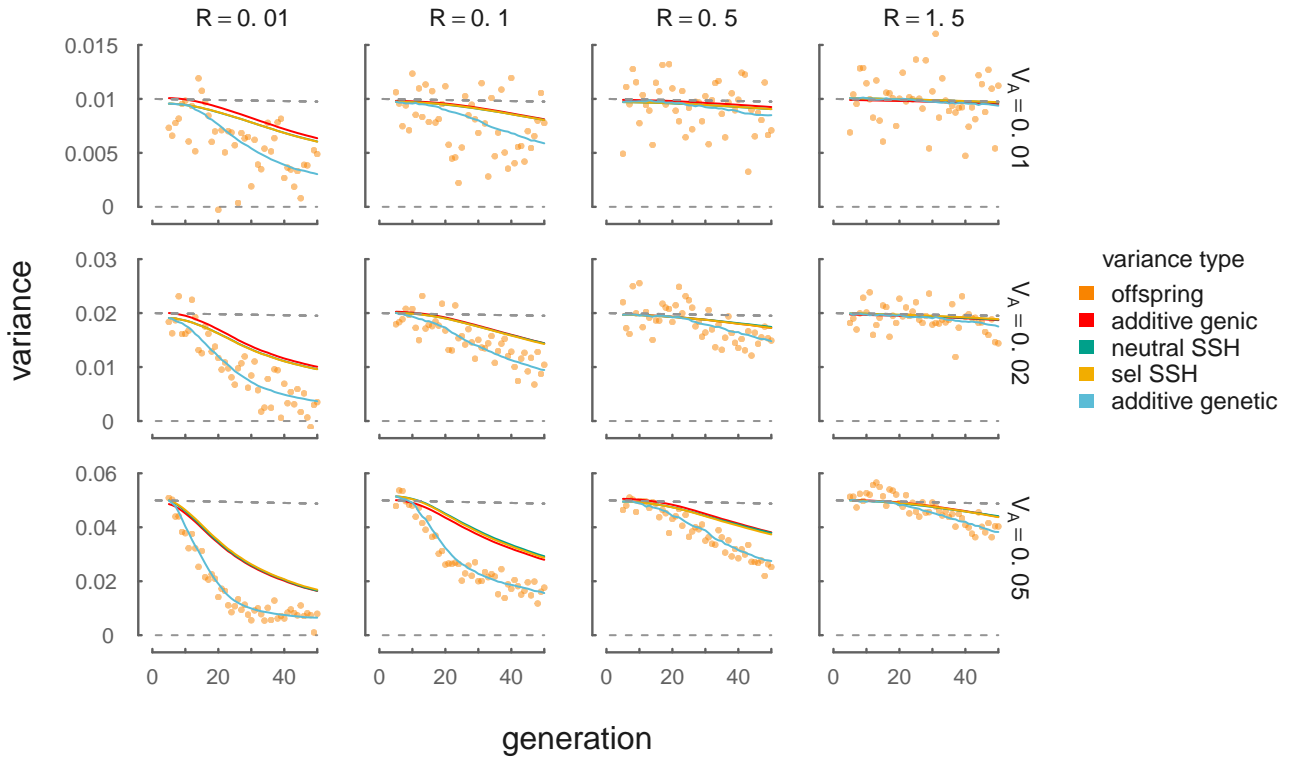 R = 0. 01
R = 0. 1
R = 0. 5
R = 1. 5
0.015
0.01
0.005
0
V_A = 0. 01
0.03
0.02
0.01
0
V_A = 0. 02
0.06
0.04
0.02
0
V_A = 0. 05
variance
0 20 40
0 20 40
0 20 40
0 20 40
generation
variance type
offspring
additive genic
neutral SSH
sel SSH
additive genetic